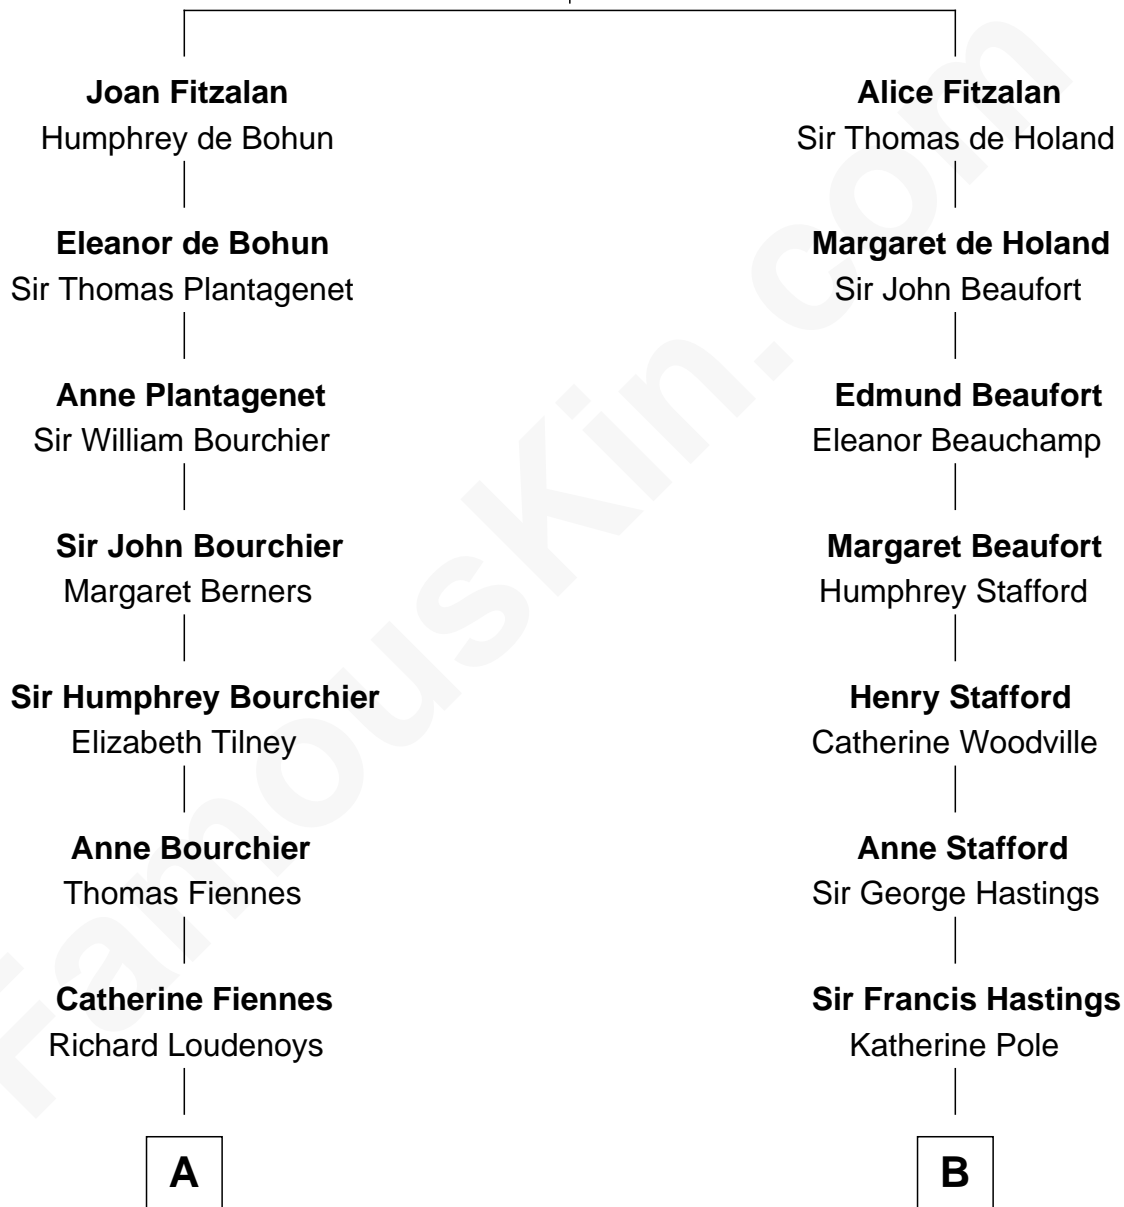 Joan Fitzalan
Humphrey de Bohun
Eleanor de Bohun
Sir Thomas Plantagenet
Anne Plantagenet
Sir William Bourchier
Sir John Bourchier
Margaret Berners
Sir Humphrey Bourchier
Elizabeth Tilney
Anne Bourchier
Thomas Fiennes
Catherine Fiennes
Richard Loudenoys
A
Alice Fitzalan
Sir Thomas de Holand
Margaret de Holand
Sir John Beaufort
Edmund Beaufort
Eleanor Beauchamp
Margaret Beaufort
Humphrey Stafford
Henry Stafford
Catherine Woodville
Anne Stafford
Sir George Hastings
Sir Francis Hastings
Katherine Pole
B
FamousKin.com